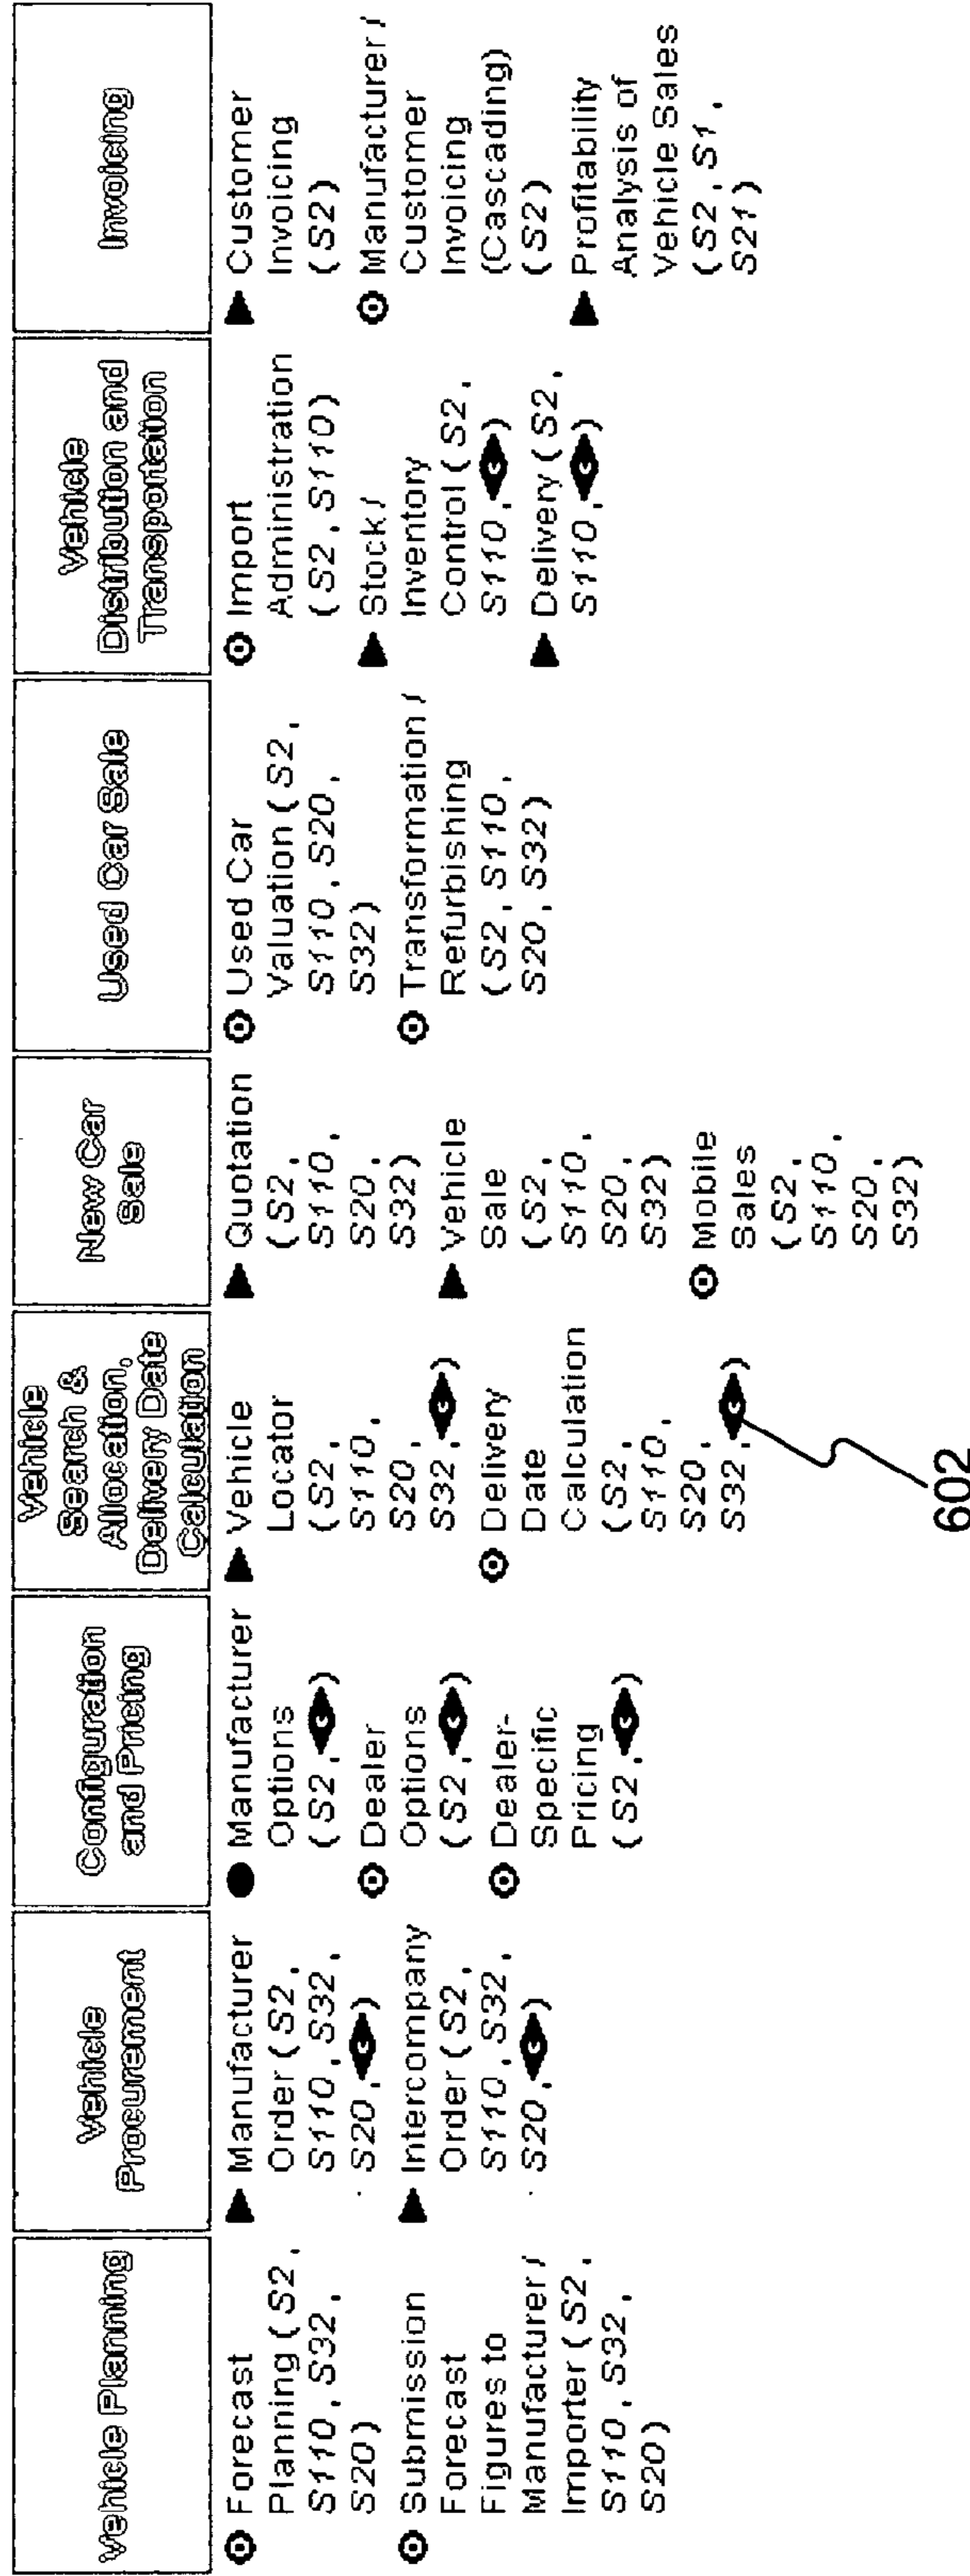 Vehicle Planning
Forecast
Planning (S2,
S110, S32,
S20)
Submission
Forecast
Figures to
Manufacturer/
Importer (S2,
S110, S32,
S20)
Vehicle
Procurement
Manufacturer
Order (S2,
S110, S32,
S20, C)
Intercompany
Order (S2,
S110, S32,
S20, C)
Configuration
and Pricing
Manufacturer
Options
(S2, C)
Dealer
Options
(S2, C)
Dealer-
Specific
Pricing
(S2, C)
Vehicle
Search &
Allocation,
Delivery Date
Calculation
Vehicle
Locator
(S2,
S110,
S20,
S32, C)
Delivery
Date
Calculation
(S2,
S110,
S20,
S32, C)
602
New Car
Sale
Quotation
(S2,
S110,
S20,
S32)
Vehicle
Sale
(S2,
S110,
S20,
S32)
Mobile
Sales
(S2,
S110,
S20,
S32)
Used Car Sale
Used Car
Valuation (S2,
S110, S20,
S32)
Transformation/
Refurbishing
(S2, S110,
S20, S32)
Vehicle
Distribution and
Transportation
Import
Administration
(S2, S110)
Stock/
Inventory
Control (S2,
S110, C)
Delivery (S2,
S110, C)
Invoicing
Customer
Invoicing
(S2)
Manufacturer/
Customer
Invoicing
(Cascading)
(S2)
Profitability
Analysis of
Vehicle Sales
(S2, S1,
S21)